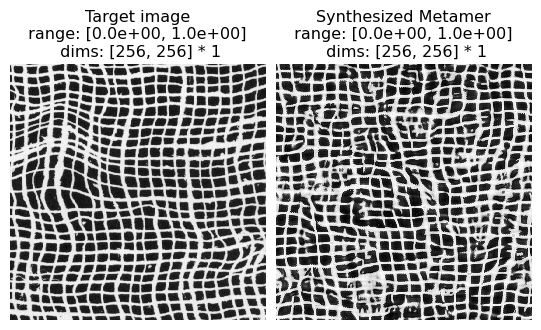 Target image
range: [0.0e+00, 1.0e+00]
dims: [256, 256] * 1
Synthesized Metamer
range: [0.0e+00, 1.0e+00]
dims: [256, 256] * 1